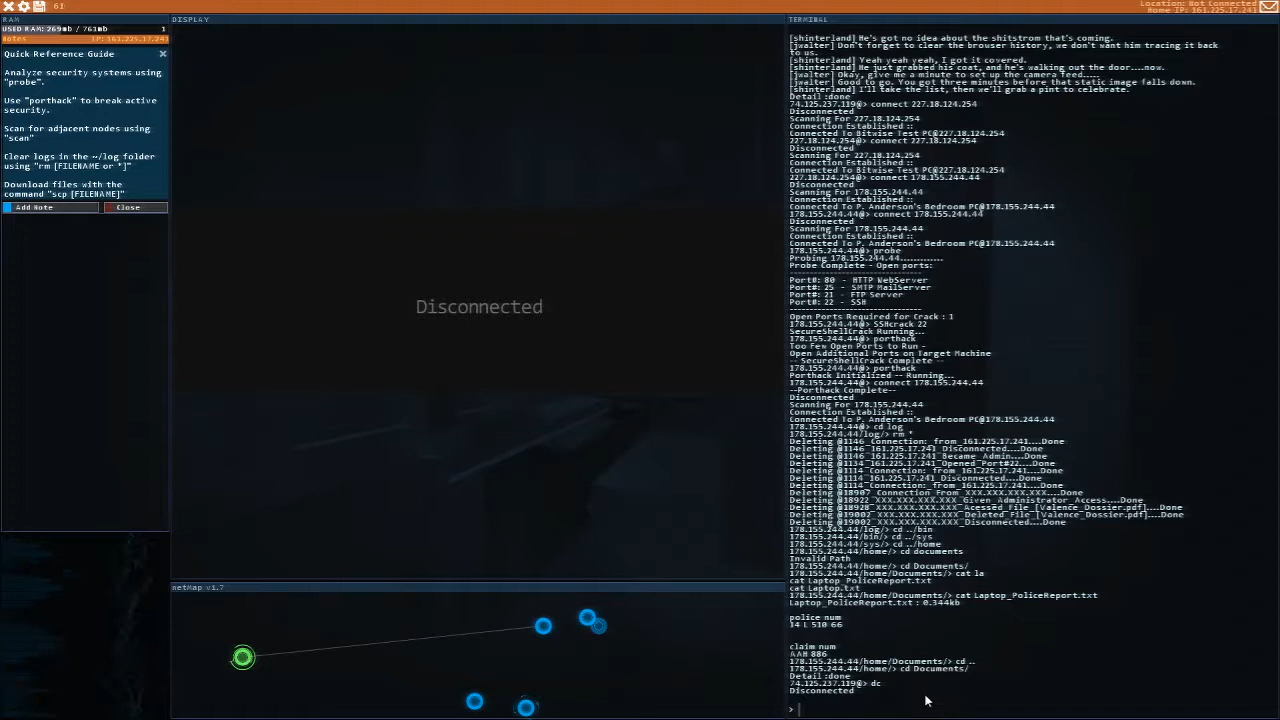 61
Location: Not Connected
Home IP: 161.225.17.241
RAM
USED RAM: 269mb / 761mb
1
notes
IP: 161.225.17.241
Quick Reference Guide
Analyze security systems using
"probe".
Use "porthack" to break active
security.
Scan for adjacent nodes using
"scan"
Clear logs in the ~/log folder
using "rm [FILENAME or *]"
Download files with the
command "scp [FILENAME]"
Add Note
Close
DISPLAY
Disconnected
netMap v1.7
TERMINAL
[shinterland] He's got no idea about the shitstrom that's coming.
[jwalter] Don't forget to clear the browser history, we don't want him tracing it back
to us.
[shinterland] Yeah yeah yeah, I got it covered.
[shinterland] He just grabbed his coat, and he's walking out the door....now.
[jwalter] Okay, give me a minute to set up the camera feed.....
[jwalter] Good to go. You got three minutes before that static image falls down.
[shinterland] I'll take the list, then we'll grab a pint to celebrate.
Detail :done
74.125.237.119@> connect 227.18.124.254
Disconnected
Scanning For 227.18.124.254
Connection Established ::
Connected To Bitwise Test PC@227.18.124.254
227.18.124.254@> connect 227.18.124.254
Disconnected
Scanning For 227.18.124.254
Connection Established ::
Connected To Bitwise Test PC@227.18.124.254
227.18.124.254@> connect 178.155.244.44
Disconnected
Scanning For 178.155.244.44
Connection Established ::
Connected To P. Anderson's Bedroom PC@178.155.244.44
178.155.244.44@> connect 178.155.244.44
Disconnected
Scanning For 178.155.244.44
Connection Established ::
Connected To P. Anderson's Bedroom PC@178.155.244.44
178.155.244.44@> probe
Probing 178.155.244.44.............
Probe Complete - Open ports:
---------------------------------
Port#: 80 - HTTP WebServer
Port#: 25 - SMTP MailServer
Port#: 21 - FTP Server
Port#: 22 - SSH
---------------------------------
Open Ports Required for Crack : 1
178.155.244.44@> SSHcrack 22
SecureShellCrack Running...
178.155.244.44@> porthack
Too Few Open Ports to Run -
Open Additional Ports on Target Machine
-- SecureShellCrack Complete --
178.155.244.44@> porthack
Porthack Initialized -- Running...
178.155.244.44@> connect 178.155.244.44
--Porthack Complete--
Disconnected
Scanning For 178.155.244.44
Connection Established ::
Connected To P. Anderson's Bedroom PC@178.155.244.44
178.155.244.44@> cd log
178.155.244.44/log/> rm *
Deleting @1146_Connection:_from_161.225.17.241....Done
Deleting @1146_161.225.17.241_Disconnected....Done
Deleting @1146_161.225.17.241_Became_Admin....Done
Deleting @1134_161.225.17.241_Opened_Port#22....Done
Deleting @1114_Connection:_from_161.225.17.241....Done
Deleting @1114_161.225.17.241_Disconnected....Done
Deleting @1114_Connection:_from_161.225.17.241....Done
Deleting @18907_Connection_From_XXX.XXX.XXX.XXX....Done
Deleting @18922_XXX.XXX.XXX.XXX_Given_Administrator_Access....Done
Deleting @18928_XXX.XXX.XXX.XXX_Acessed_File_[Valence_Dossier.pdf]....Done
Deleting @19002_XXX.XXX.XXX.XXX_Deleted_File_[Valence_Dossier.pdf]....Done
Deleting @19002_XXX.XXX.XXX.XXX_Disconnected....Done
178.155.244.44/log/> cd ../bin
178.155.244.44/bin/> cd ../sys
178.155.244.44/sys/> cd ../home
178.155.244.44/home/> cd documents
Invalid Path
178.155.244.44/home/> cd Documents/
178.155.244.44/home/Documents/> cat la
cat Laptop_PoliceReport.txt
cat Laptop.txt
178.155.244.44/home/Documents/> cat Laptop_PoliceReport.txt
Laptop_PoliceReport.txt : 0.344kb
police num
14 L 510 66
claim num
AAH 886
178.155.244.44/home/Documents/> cd ..
178.155.244.44/home/> cd Documents/
Detail :done
74.125.237.119@> dc
Disconnected
>